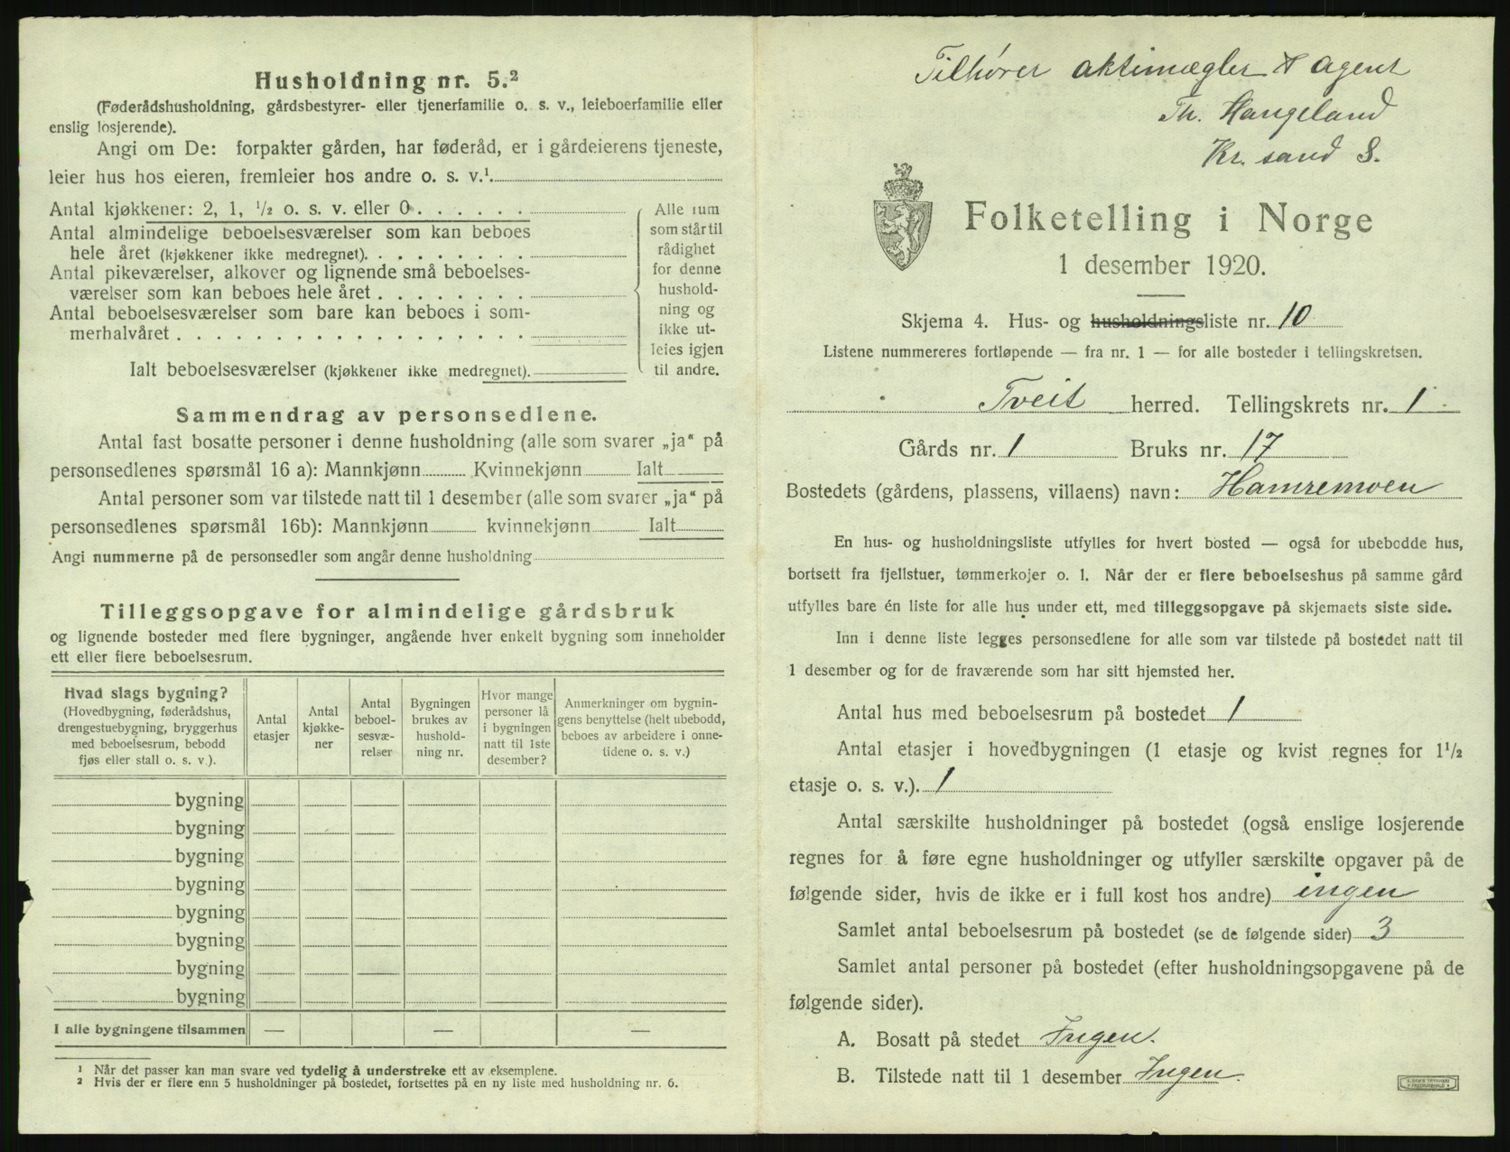 Husholdning nr. 5.²
(Føderådshusholdning, gårdsbestyrer- eller tjenerfamilie o. s. v., leieboerfamilie eller
enslig losjerende).
Angi om De: forpakter gården, har føderåd, er i gårdeierens tjeneste,
leier hus hos eieren, fremleier hos andre o. s. v.¹
Antal kjøkkener: 2, 1, ½ o. s. v. eller 0
Antal almindelige beboelsesværelser som kan beboes
hele året (kjøkkener ikke medregnet).
Antal pikeværelser, alkover og lignende små beboelses-
værelser som kan beboes hele året
Antal beboelsesværelser som bare kan beboes i som-
merhalvåret
Ialt beboelsesværelser (kjøkkener ikke medregnet).
Alle rum
som står til
rådighet
for denne
hushold-
ning og
ikke ut-
leies igjen
til andre.
Sammendrag av personsedlene.
Antal fast bosatte personer i denne husholdning (alle som svarer „ja“ på
personsedlenes spørsmål 16 a): Mannkjønn Kvinnekjønn Ialt
Antal personer som var tilstede natt til 1 desember (alle som svarer „ja“ på
personsedlenes spørsmål 16b): Mannkjønn kvinnekjønn Ialt
Angi nummerne på de personsedler som angår denne husholdning
Tilleggsopgave for almindelige gårdsbruk
og lignende bosteder med flere bygninger, angående hver enkelt bygning som inneholder
ett eller flere beboelsesrum.
Hvad slags bygning?
(Hovedbygning, føderådshus,
drengestuebygning, bryggerhus
med beboelsesrum, bebodd
fjøs eller stall o. s. v.).
Antal
etasjer
Antal
kjøkke-
ner
Antal
beboel-
sesvæ-
relser
Bygningen
brukes av
hushold-
ning nr.
Hvor mange
personer lå
i bygningen
natt til 1ste
desember?
Anmerkninger om bygnin-
gens benyttelse (helt ubebodd,
beboes av arbeidere i onne-
tidene o. s. v.)
bygning
bygning
bygning
bygning
bygning
bygning
bygning
bygning
I alle bygningene tilsammen — — —
¹ Når det passer kan man svare ved tydelig å understreke ett av eksemplene.
² Hvis der er flere enn 5 husholdninger på bostedet, fortsettes på en ny liste med husholdning nr. 6.
Tilhører aktimægler & agent
Th. Haugeland
Kr. sand S.
Folketelling i Norge
1 desember 1920.
Skjema 4. Hus- og husholdningsliste nr. 10
Listene nummereres fortløpende — fra nr. 1 — for alle bosteder i tellingskretsen.
Tveit herred. Tellingskrets nr. 1
Gårds nr. 1 Bruks nr. 17
Bostedets (gårdens, plassens, villaens) navn: Hamremoen
En hus- og husholdningsliste utfylles for hvert bosted — også for ubebodde hus,
bortsett fra fjellstuer, tømmerkojer o. l. Når der er flere beboelseshus på samme gård
utfylles bare én liste for alle hus under ett, med tilleggsopgave på skjemaets siste side.
Inn i denne liste legges personsedlene for alle som var tilstede på bostedet natt til
1 desember og for de fraværende som har sitt hjemsted her.
Antal hus med beboelsesrum på bostedet 1
Antal etasjer i hovedbygningen (1 etasje og kvist regnes for 1½
etasje o. s. v.). 1
Antal særskilte husholdninger på bostedet (også enslige losjerende
regnes for å føre egne husholdninger og utfyller særskilte opgaver på de
følgende sider, hvis de ikke er i full kost hos andre) ingen
Samlet antal beboelsesrum på bostedet (se de følgende sider) 3
Samlet antal personer på bostedet (efter husholdningsopgavene på de
følgende sider).
A. Bosatt på stedet Ingen.
B. Tilstede natt til 1 desember Ingen.